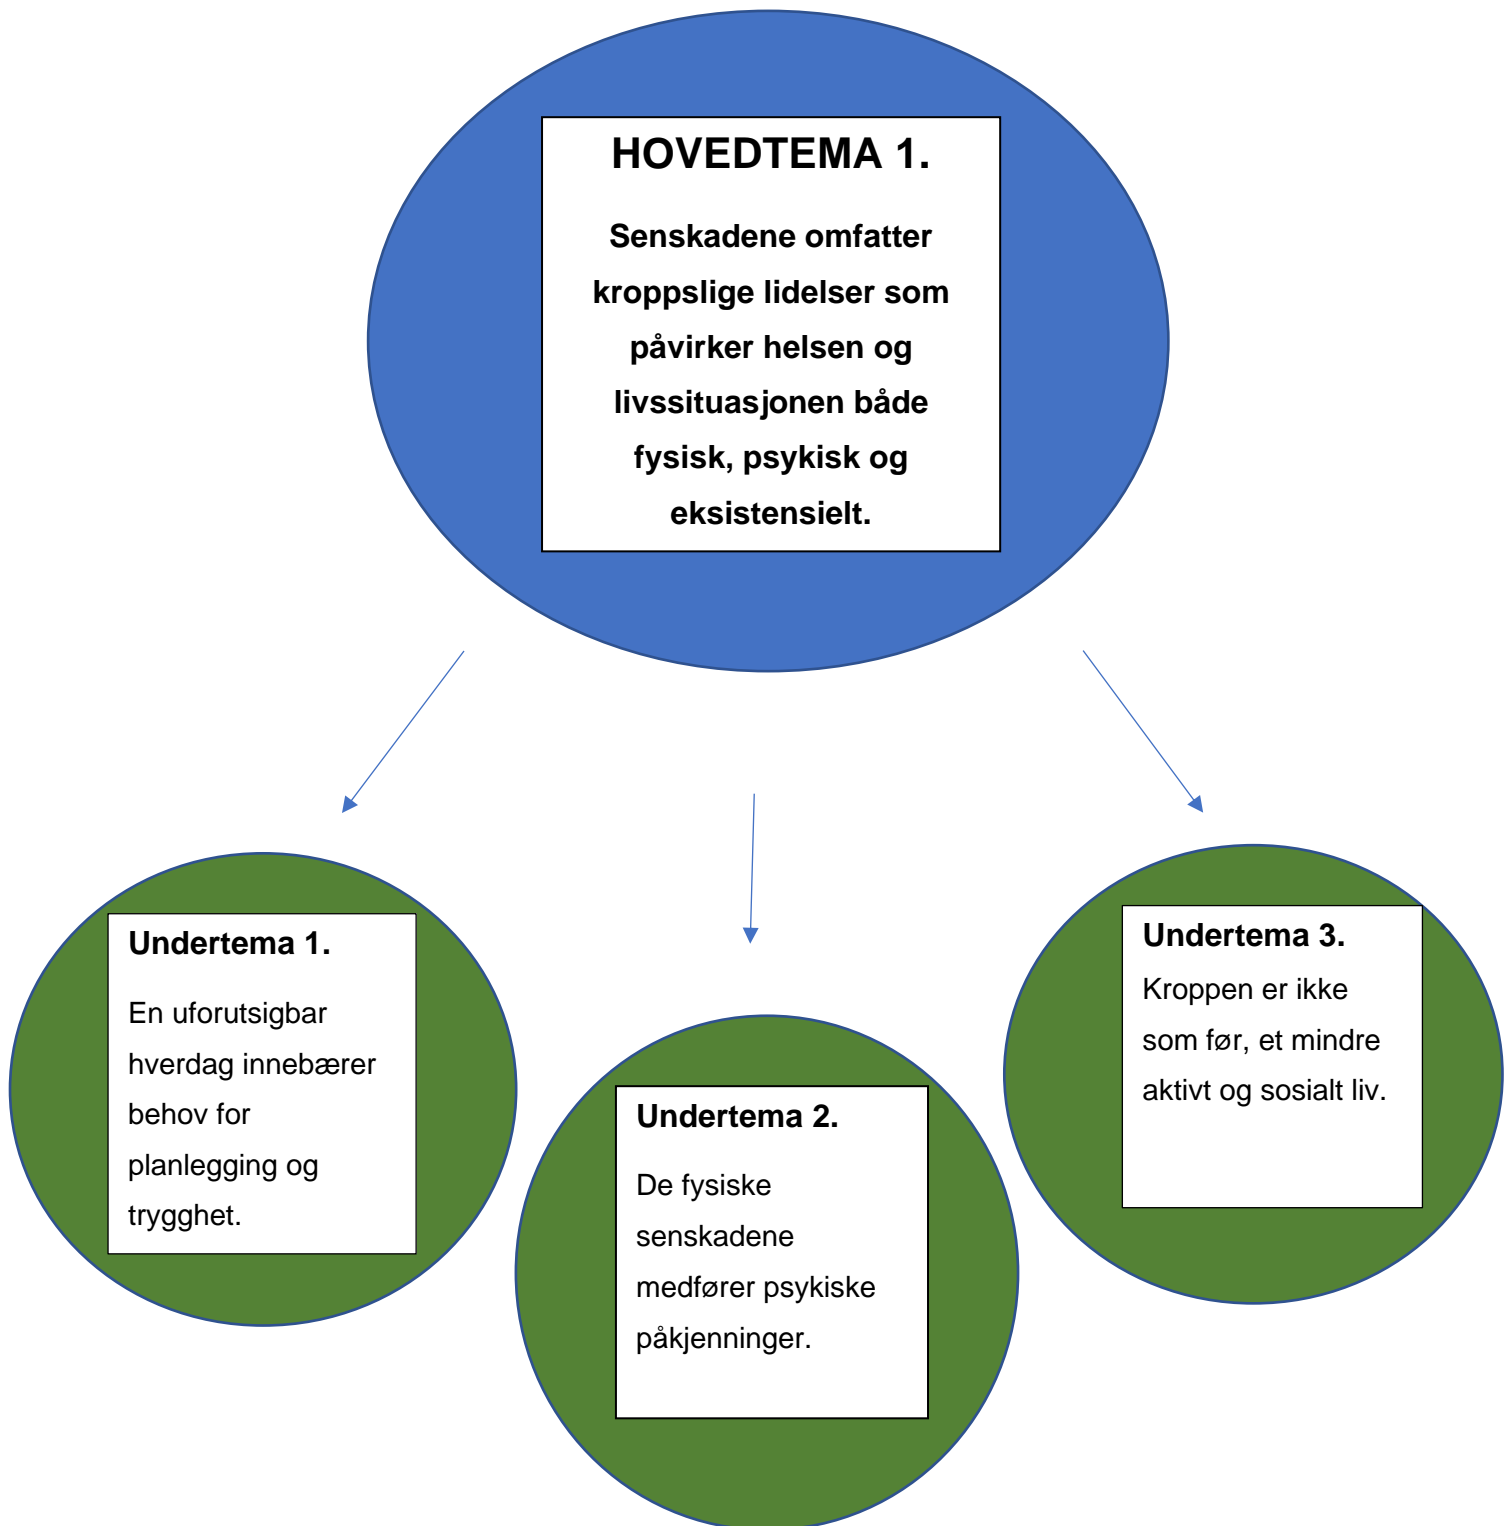 HOVEDTEMA 1.
Senskadene omfatter
kroppslige lidelser som
påvirker helsen og
livssituasjonen både
fysisk, psykisk og
eksistensielt.
Undertema 1.
En uforutsigbar
hverdag innebærer
behov for
planlegging og
trygghet.
Undertema 2.
De fysiske
senskadene
medfører psykiske
påkjenninger.
Undertema 3.
Kroppen er ikke
som før, et mindre
aktivt og sosialt liv.